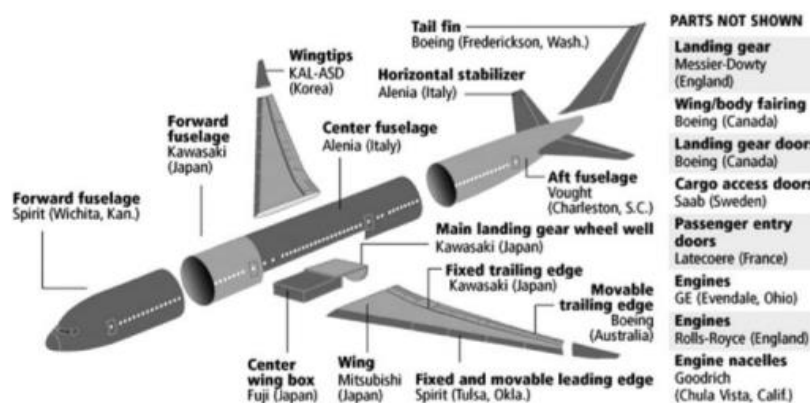 Tail fin
Boeing (Frederickson, Wash.)
Wingtips
KAL-ASD
(Korea)
Horizontal stabilizer
Alenia (Italy)
Forward
fuselage
Kawasaki
(Japan)
Center fuselage
Alenia (Italy)
Forward fuselage
Spirit (Wichita, Kan.)
Aft fuselage
Vought
(Charleston, S.C.)
Main landing gear wheel well
Kawasaki (Japan)
Fixed trailing edge
Kawasaki (Japan)
Movable
trailing edge
Boeing
(Australia)
Center
wing box
Fuji (Japan)
Wing
Mitsubishi
(Japan)
Fixed and movable leading edge
Spirit (Tulsa, Okla.)
PARTS NOT SHOWN
Landing gear
Messier-Dowty
(England)
Wing/body fairing
Boeing (Canada)
Landing gear doors
Boeing (Canada)
Cargo access doors
Saab (Sweden)
Passenger entry
doors
Latecoere (France)
Engines
GE (Evendale, Ohio)
Engines
Rolls-Royce (England)
Engine nacelles
Goodrich
(Chula Vista, Calif.)